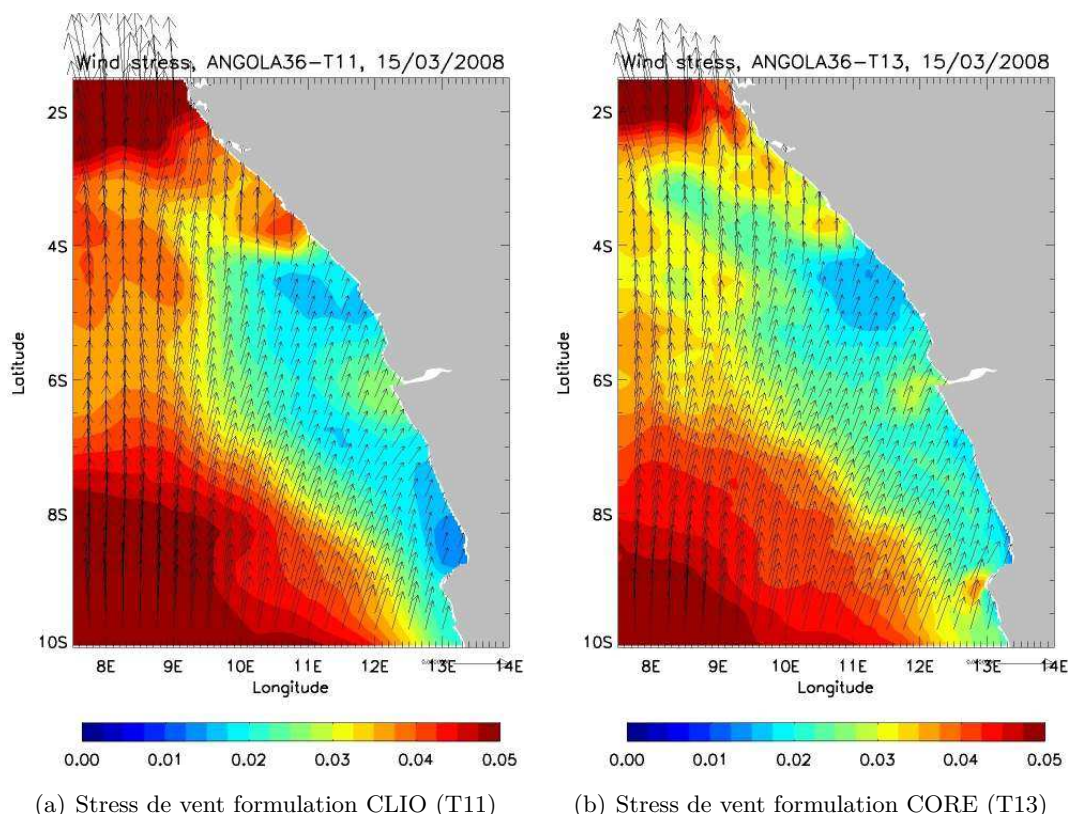 Wind stress, ANGOLA36-T11, 15/03/2008
2S
4S
6S
8S
10S
Latitude
8E 9E 10E 11E 12E 13E 14E
Longitude
0.00 0.01 0.02 0.03 0.04 0.05
(a) Stress de vent formulation CLIO (T11)
Wind stress, ANGOLA36-T13, 15/03/2008
2S
4S
6S
8S
10S
Latitude
8E 9E 10E 11E 12E 13E 14E
Longitude
0.00 0.01 0.02 0.03 0.04 0.05
(b) Stress de vent formulation CORE (T13)